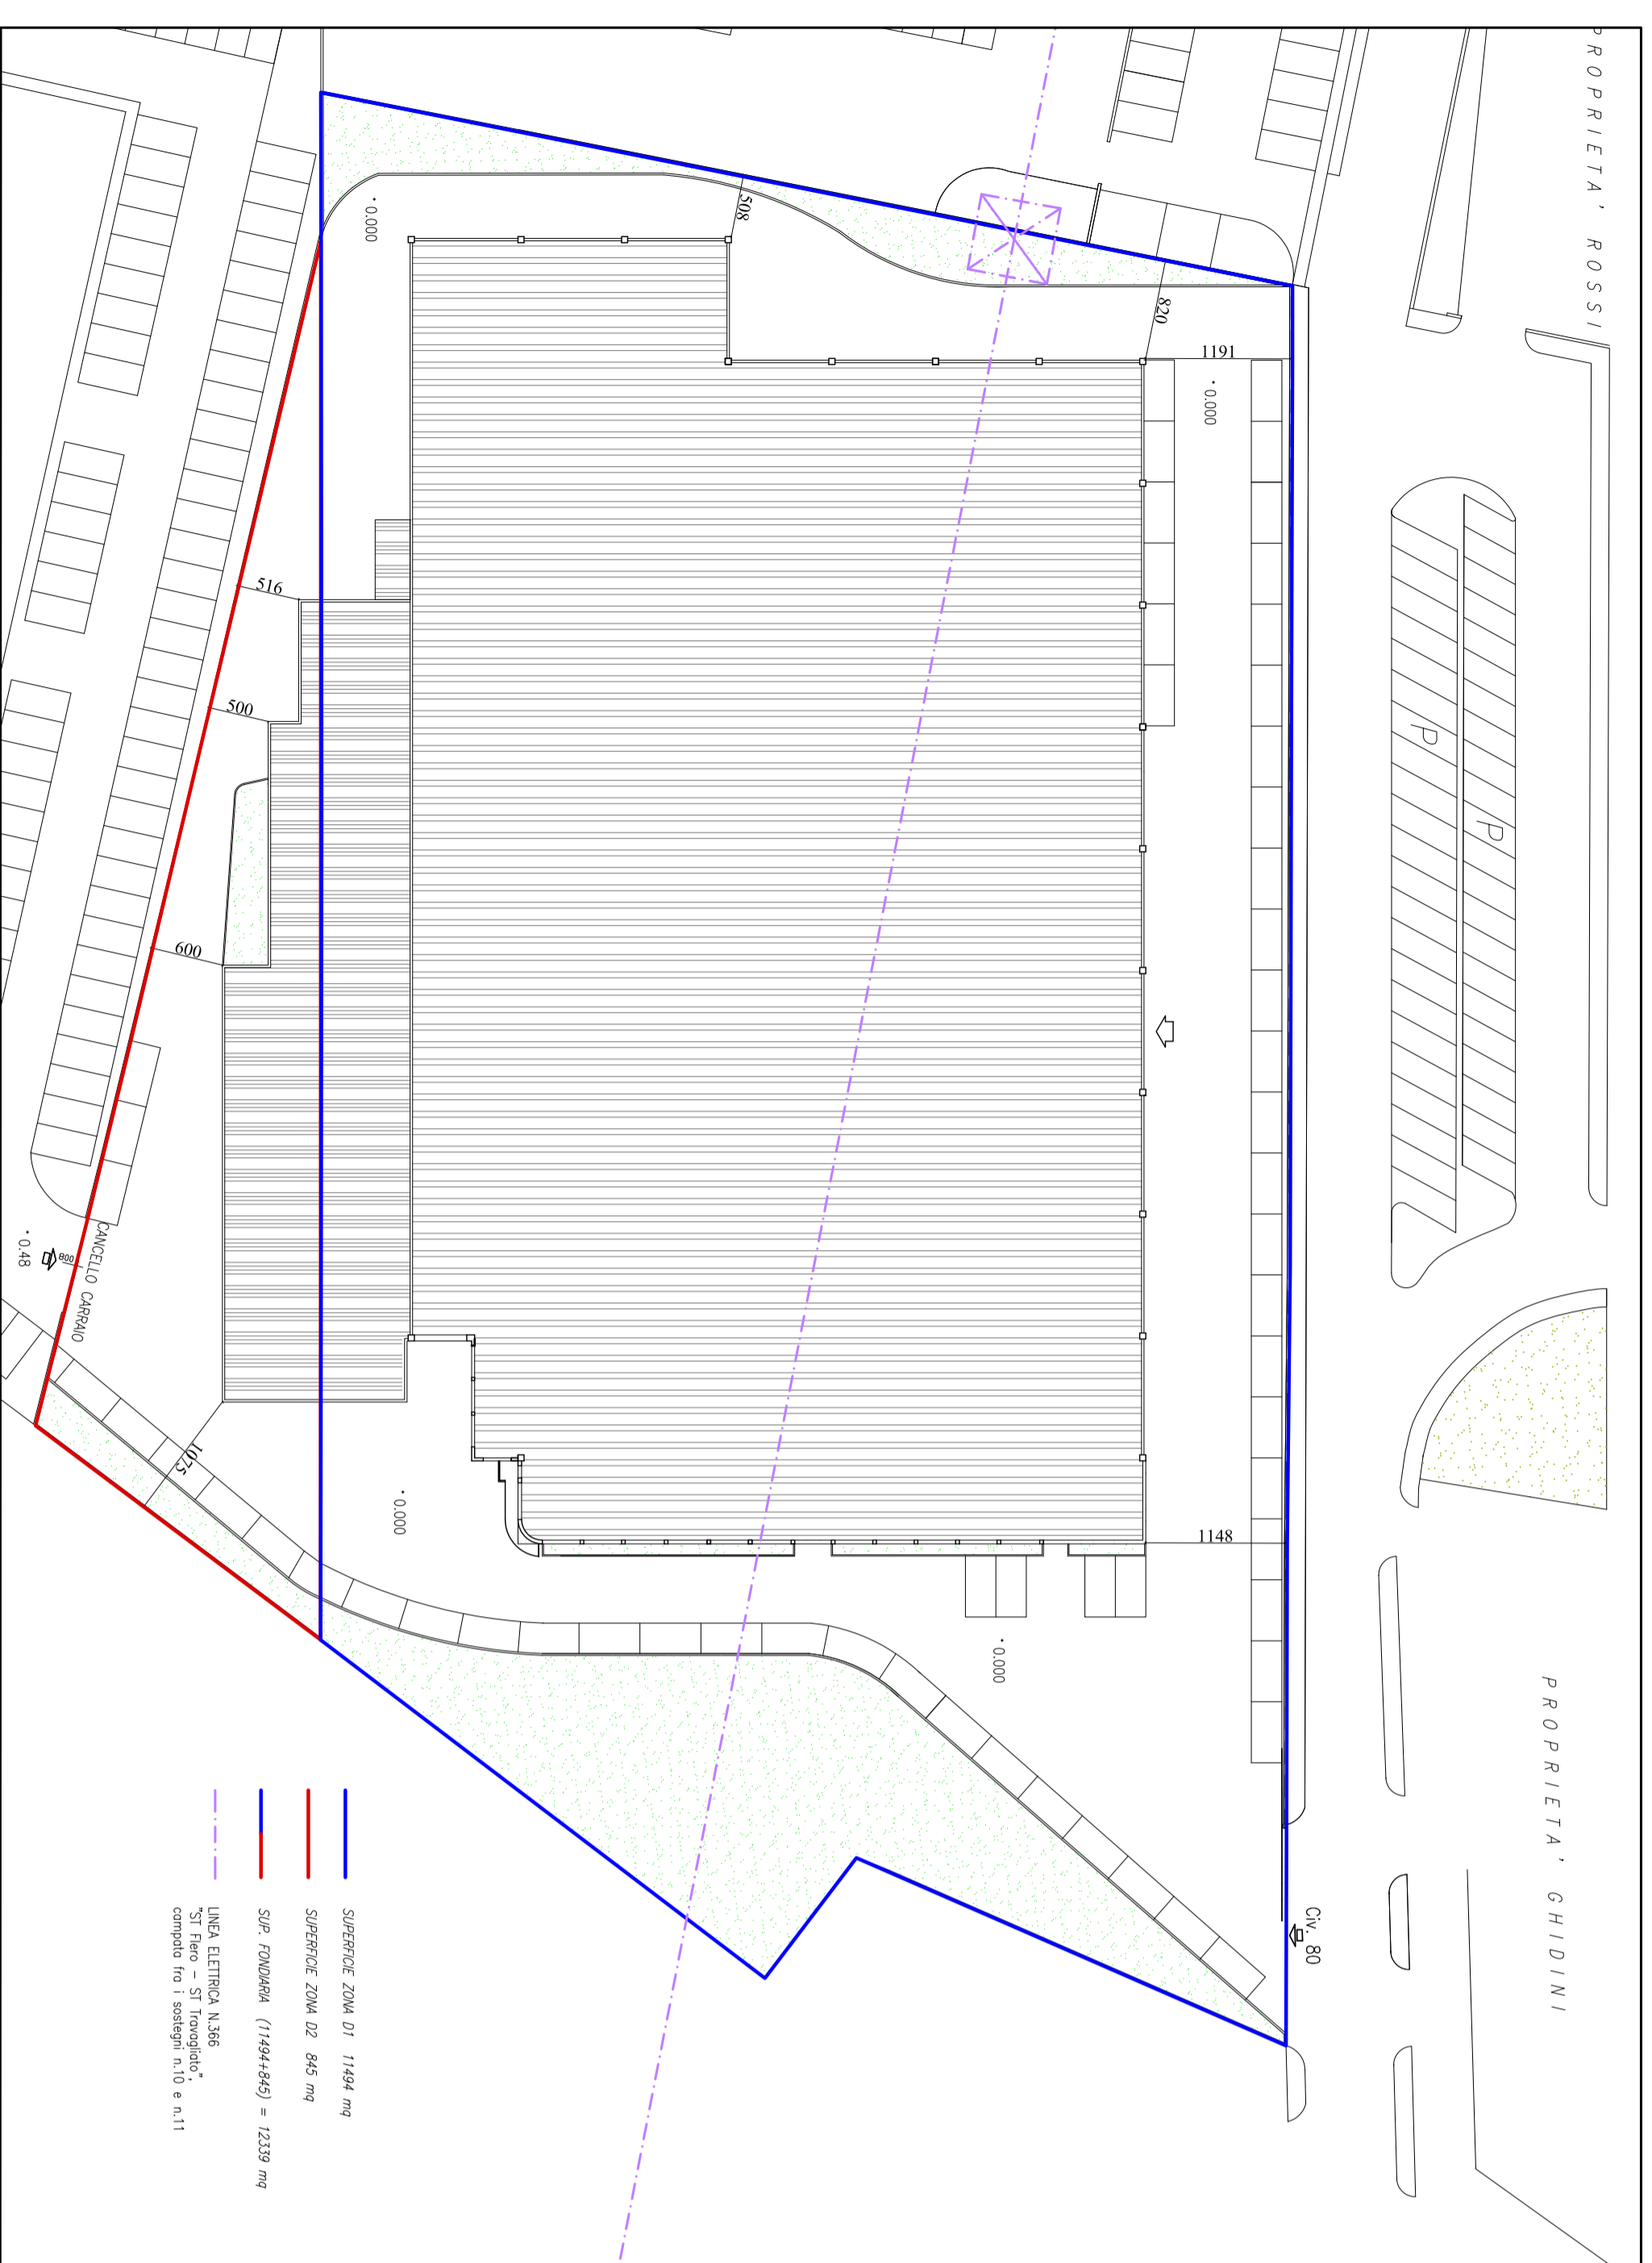 PROPRIETA' ROSSI
508
820
1191
• 0.000
• 0.000
516
500
600
P
P
CANCELLO CARRAIO
800
• 0.48
1075
• 0.000
1148
• 0.000
PROPRIETA' GHIDINI
Civ. 80
SUPERFICIE ZONA D1 11494 mq
SUPERFICIE ZONA D2 845 mq
SUP. FONDIARIA (11494+845) = 12339 mq
LINEA ELETTRICA N.366
"ST Flero – ST Travagliato",
campata fra i sostegni n.10 e n.11